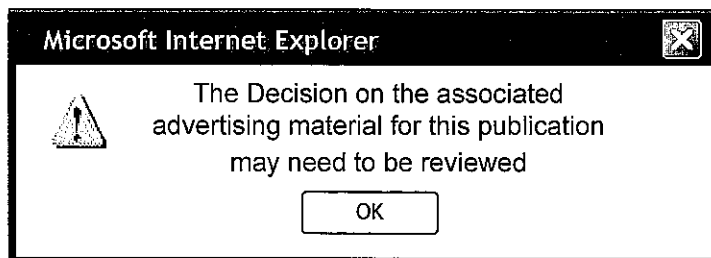 Microsoft Internet Explorer
The Decision on the associated
advertising material for this publication
may need to be reviewed
OK